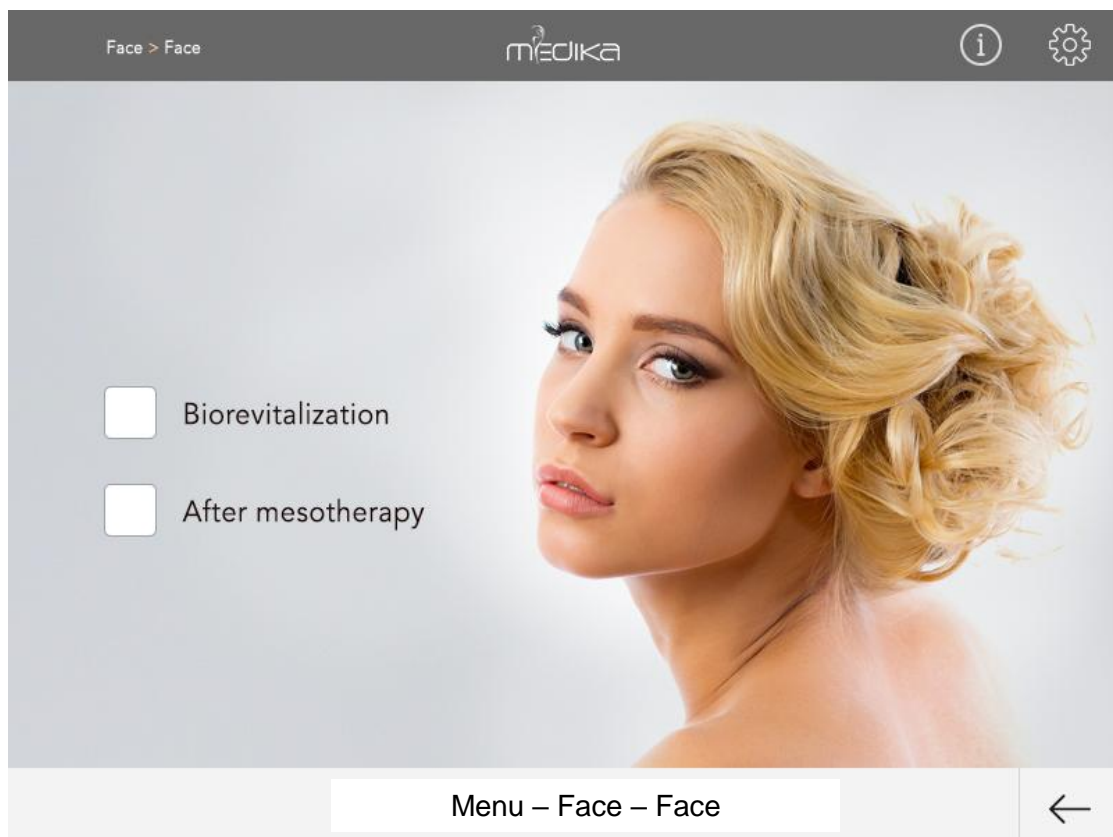 Face > Face
medika
Biorevitalization
After mesotherapy
Menu – Face – Face